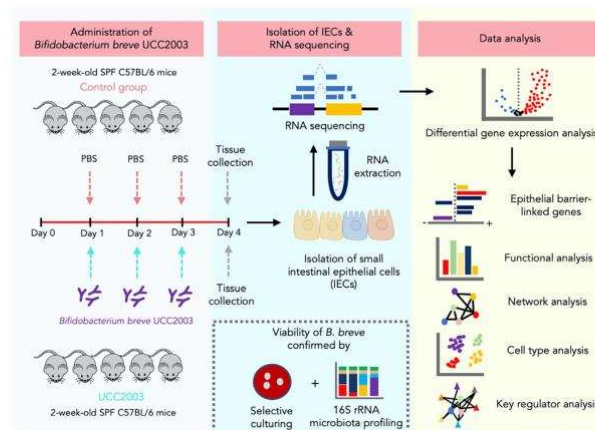 Administration of
Bifidobacterium breve UCC2003
2-week-old SPF C57BL/6 mice
Control group
PBS
PBS
PBS
Tissue
collection
Day 0
Day 1
Day 2
Day 3
Day 4
Tissue
collection
Bifidobacterium breve UCC2003
UCC2003
2-week-old SPF C57BL/6 mice
Isolation of IECs &
RNA sequencing
RNA sequencing
RNA
extraction
Isolation of small
intestinal epithelial cells
(IECs)
Viability of B. breve
confirmed by
Selective
culturing
+
16S rRNA
microbiota profiling
Data analysis
Differential gene expression analysis
Epithelial barrier-
linked genes
- +
Functional analysis
Network analysis
Cell type analysis
Key regulator analysis